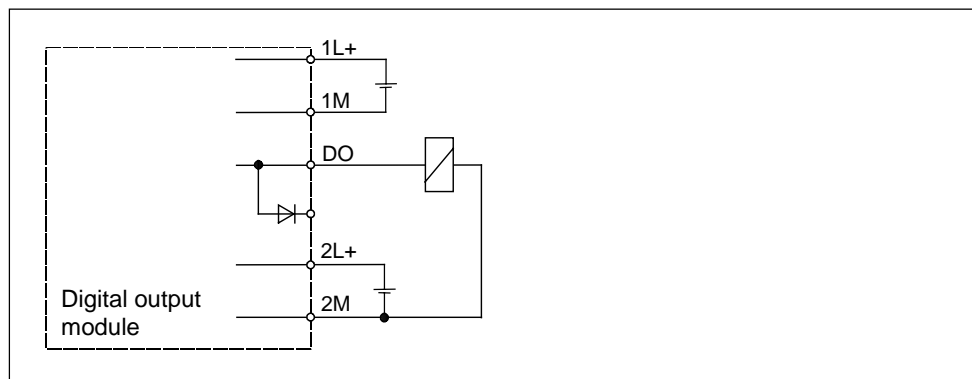 1L+
1M
DO
2L+
2M
Digital output
module